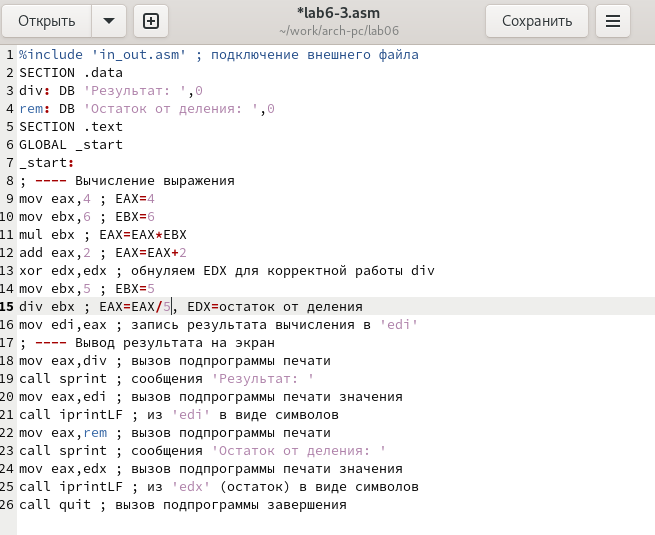 Открыть
*lab6-3.asm
~/work/arch-pc/lab06
Сохранить
1 %include 'in_out.asm' ; подключение внешнего файла
2 SECTION .data
3 div: DB 'Результат: ',0
4 rem: DB 'Остаток от деления: ',0
5 SECTION .text
6 GLOBAL _start
7 _start:
8 ; ---- Вычисление выражения
9 mov eax,4 ; EAX=4
10 mov ebx,6 ; EBX=6
11 mul ebx ; EAX=EAX*EBX
12 add eax,2 ; EAX=EAX+2
13 xor edx,edx ; обнуляем EDX для корректной работы div
14 mov ebx,5 ; EBX=5
15 div ebx ; EAX=EAX/5, EDX=остаток от деления
16 mov edi,eax ; запись результата вычисления в 'edi'
17 ; ---- Вывод результата на экран
18 mov eax,div ; вызов подпрограммы печати
19 call sprint ; сообщения 'Результат: '
20 mov eax,edi ; вызов подпрограммы печати значения
21 call iprintLF ; из 'edi' в виде символов
22 mov eax,rem ; вызов подпрограммы печати
23 call sprint ; сообщения 'Остаток от деления: '
24 mov eax,edx ; вызов подпрограммы печати значения
25 call iprintLF ; из 'edx' (остаток) в виде символов
26 call quit ; вызов подпрограммы завершения